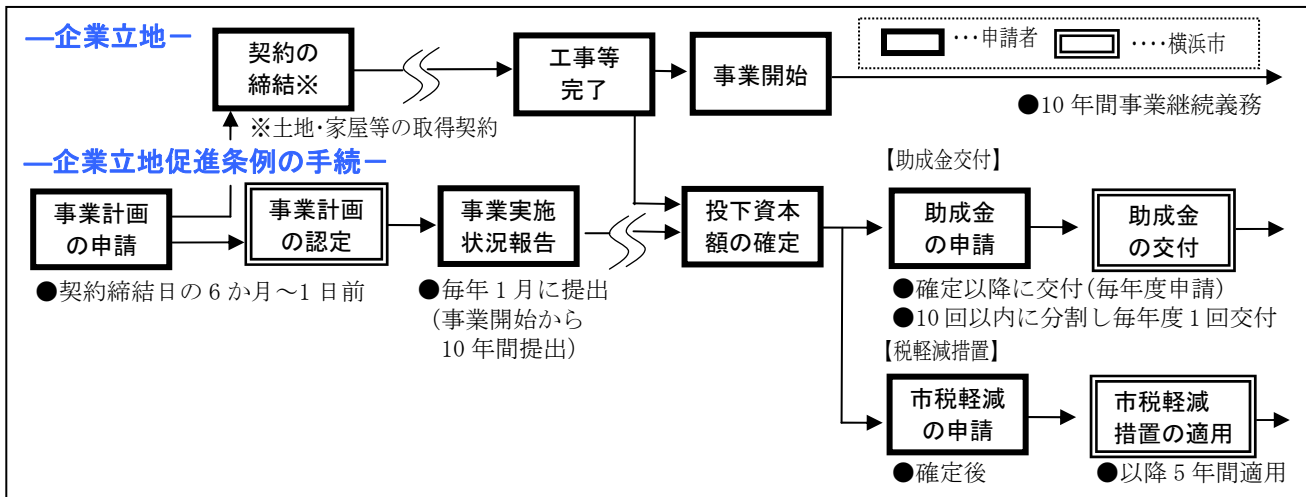 ―企業立地－
契約の
締結※
工事等
完了
事業開始
…申請者
‥‥横浜市
●10 年間事業継続義務
※土地・家屋等の取得契約
―企業立地促進条例の手続－
事業計画
の申請
事業計画
の認定
事業実施
状況報告
投下資本
額の確定
【助成金交付】
助成金
の申請
助成金
の交付
●契約締結日の 6 か月～1 日前
●毎年 1 月に提出
（事業開始から
10 年間提出）
●確定以降に交付（毎年度申請）
●10 回以内に分割し毎年度 1 回交付
【税軽減措置】
市税軽減
の申請
市税軽減
措置の適用
●確定後
●以降 5 年間適用